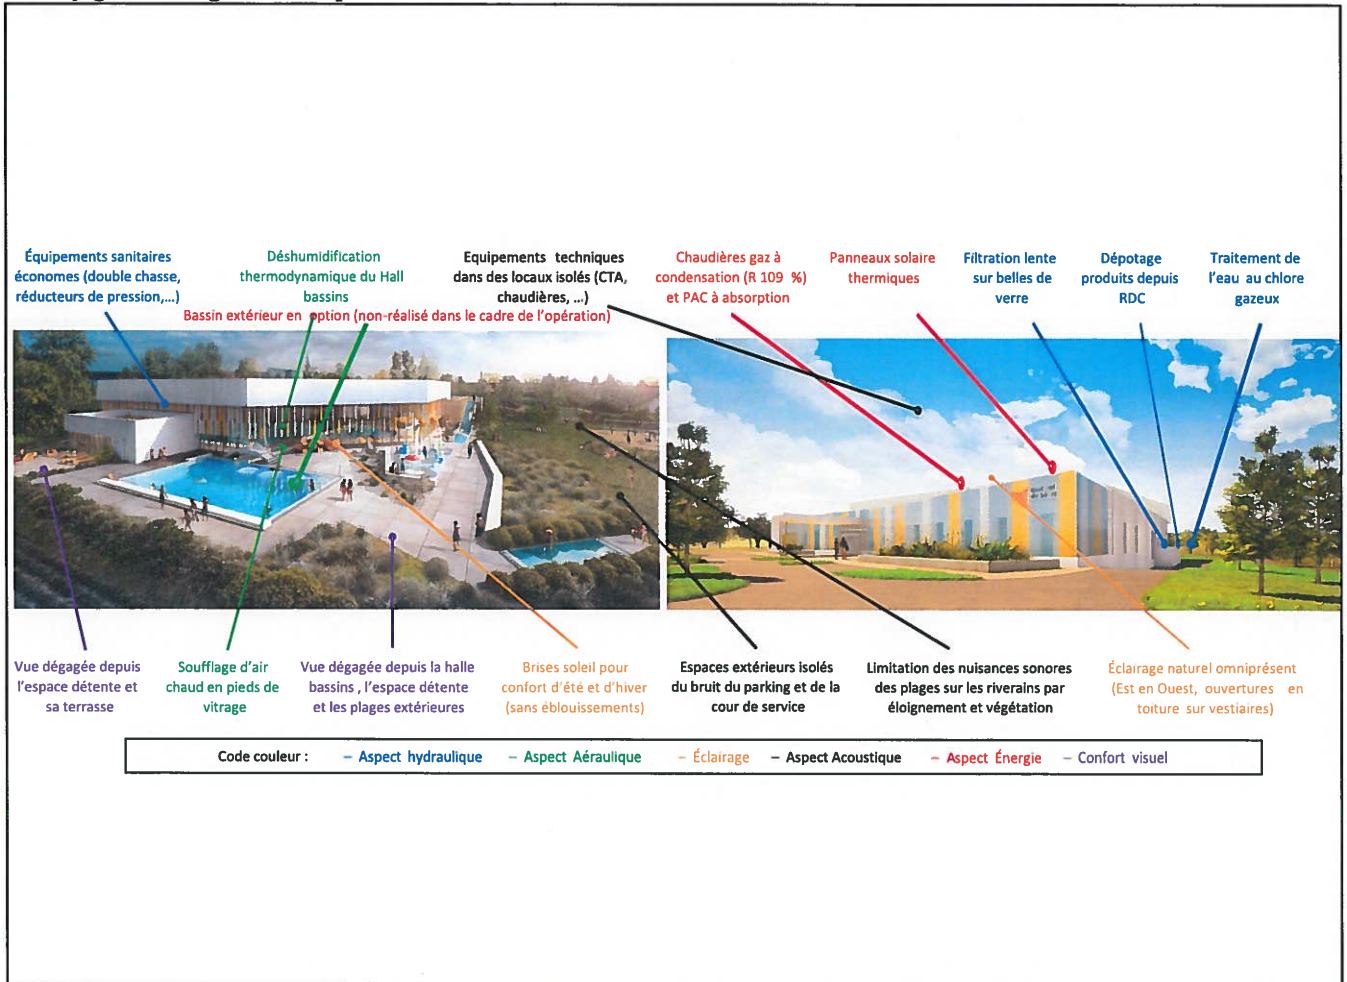 Équipements sanitaires
économes (double chasse,
réducteurs de pression,...)
Déshumidification
thermodynamique du Hall
bassins
Equipements techniques
dans des locaux isolés (CTA,
chaudières, ...)
Chaudières gaz à
condensation (R 109 %)
et PAC à absorption
Panneaux solaire
thermiques
Filtration lente
sur belles de
verre
Dépotage
produits depuis
RDC
Traitement de
l'eau au chlore
gazeux
Bassin extérieur en option (non-réalisé dans le cadre de l'opération)
Vue dégagée depuis
l'espace détente et
sa terrasse
Soufflage d'air
chaud en pieds de
vitrage
Vue dégagée depuis la halle
bassins , l'espace détente
et les plages extérieures
Brises soleil pour
confort d'été et d'hiver
(sans éblouissements)
Espaces extérieurs isolés
du bruit du parking et de la
cour de service
Limitation des nuisances sonores
des plages sur les riverains par
éloignement et végétation
Éclairage naturel omniprésent
(Est en Ouest, ouvertures en
toiture sur vestiaires)
Code couleur : – Aspect hydraulique – Aspect Aéraulique – Éclairage – Aspect Acoustique – Aspect Énergie – Confort visuel